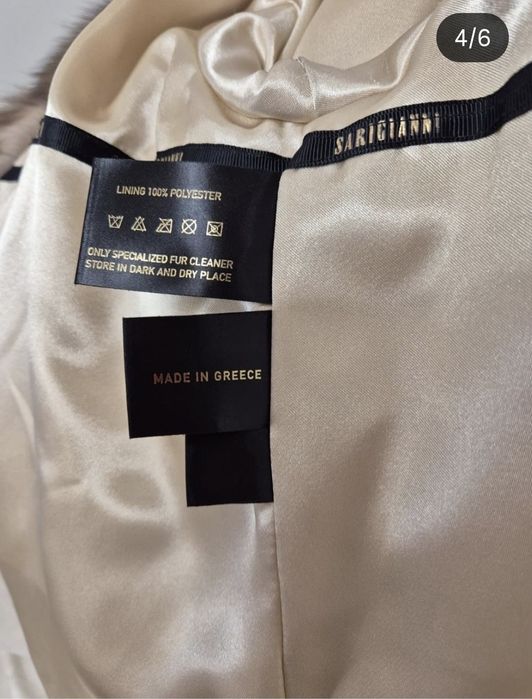 4/6
SARIGIANNI
LINING 100% POLYESTER
ONLY SPECIALIZED FUR CLEANER
STORE IN DARK AND DRY PLACE
MADE IN GREECE